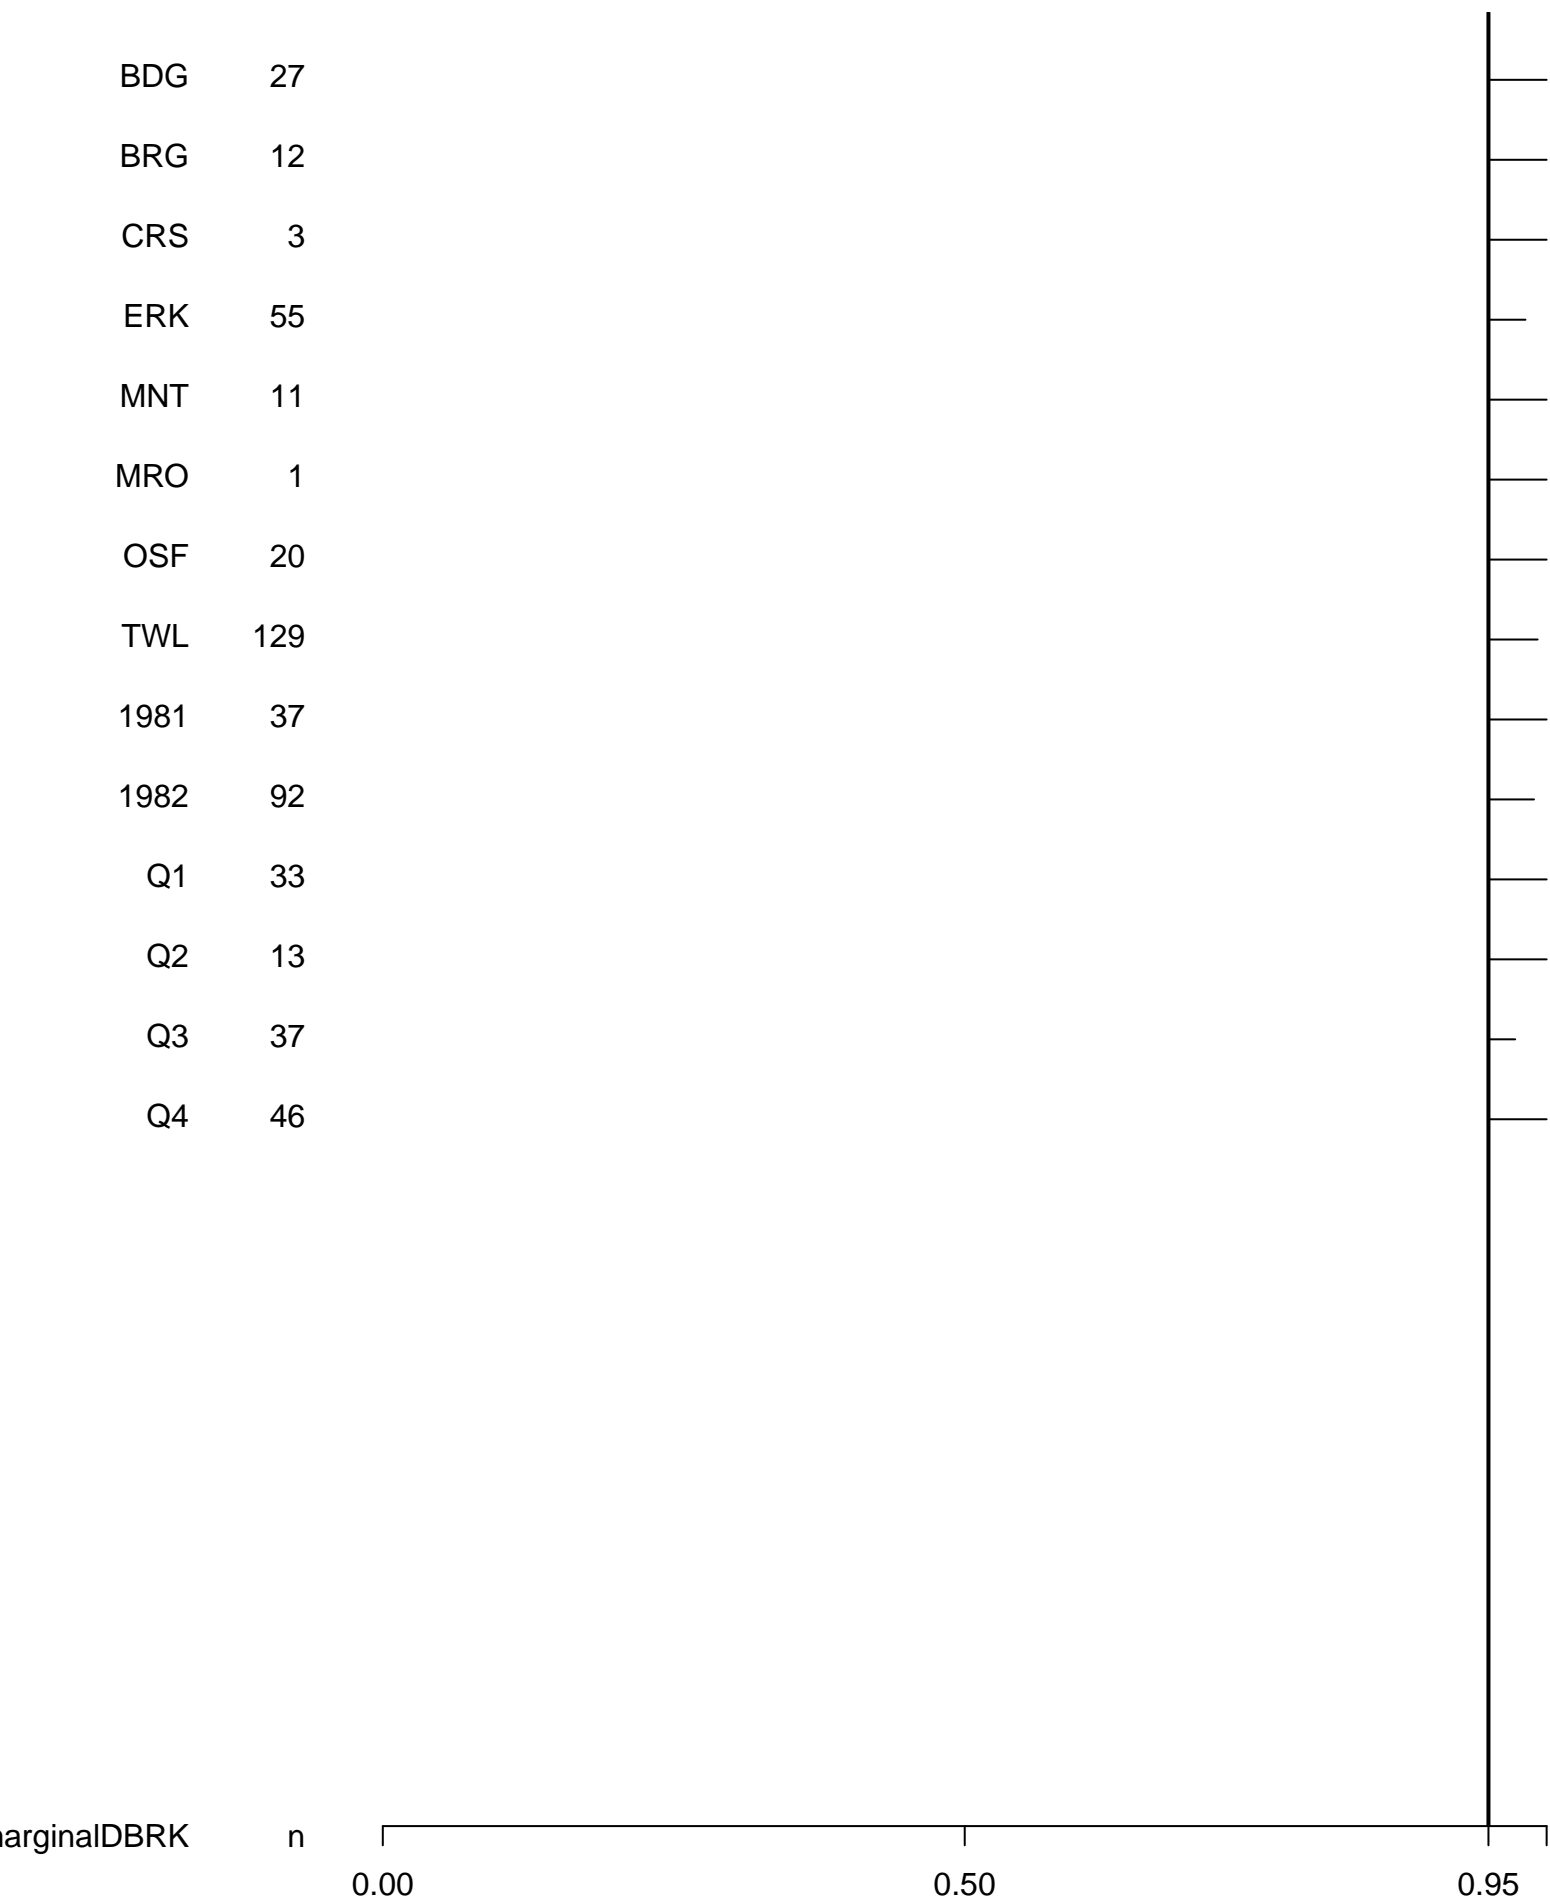 BDG 27
BRG 12
CRS 3
ERK 55
MNT 11
MRO 1
OSF 20
TWL 129
1981 37
1982 92
Q1 33
Q2 13
Q3 37
Q4 46
n
0.00 0.50 0.95